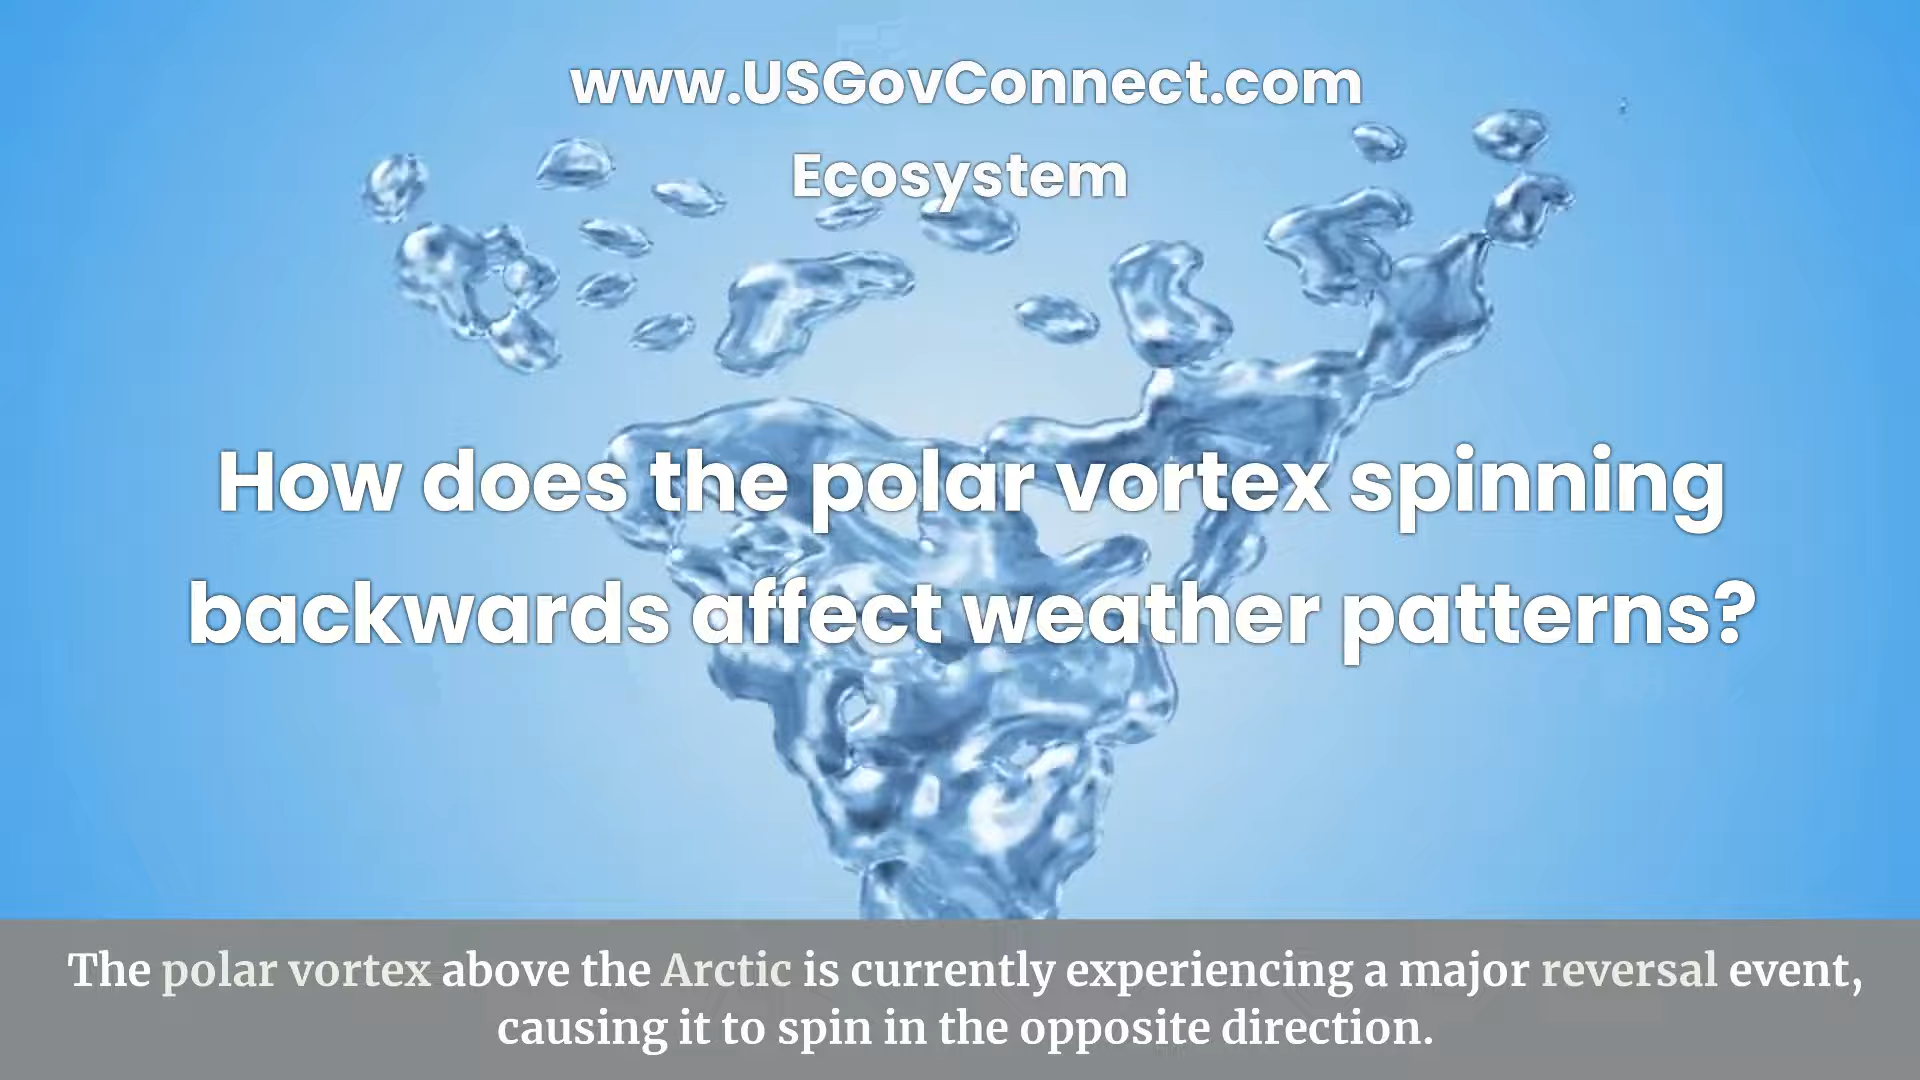 www.USGovConnect.com
Ecosystem
How does the polar vortex spinning
backwards affect weather patterns?
The polar vortex above the Arctic is currently experiencing a major reversal event,
causing it to spin in the opposite direction.